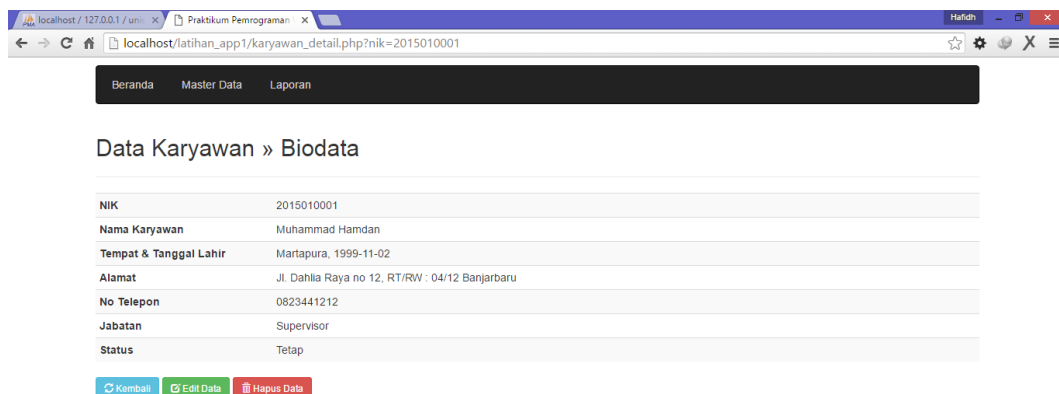 localhost / 127.0.0.1 / uni
Praktikum Pemrograman
Hafidh
localhost/latihan_app1/karyawan_detail.php?nik=2015010001
Beranda Master Data Laporan
Data Karyawan » Biodata
NIK 2015010001
Nama Karyawan Muhammad Hamdan
Tempat & Tanggal Lahir Martapura, 1999-11-02
Alamat Jl. Dahlia Raya no 12, RT/RW : 04/12 Banjarbaru
No Telepon 0823441212
Jabatan Supervisor
Status Tetap
Kembali Edit Data Hapus Data